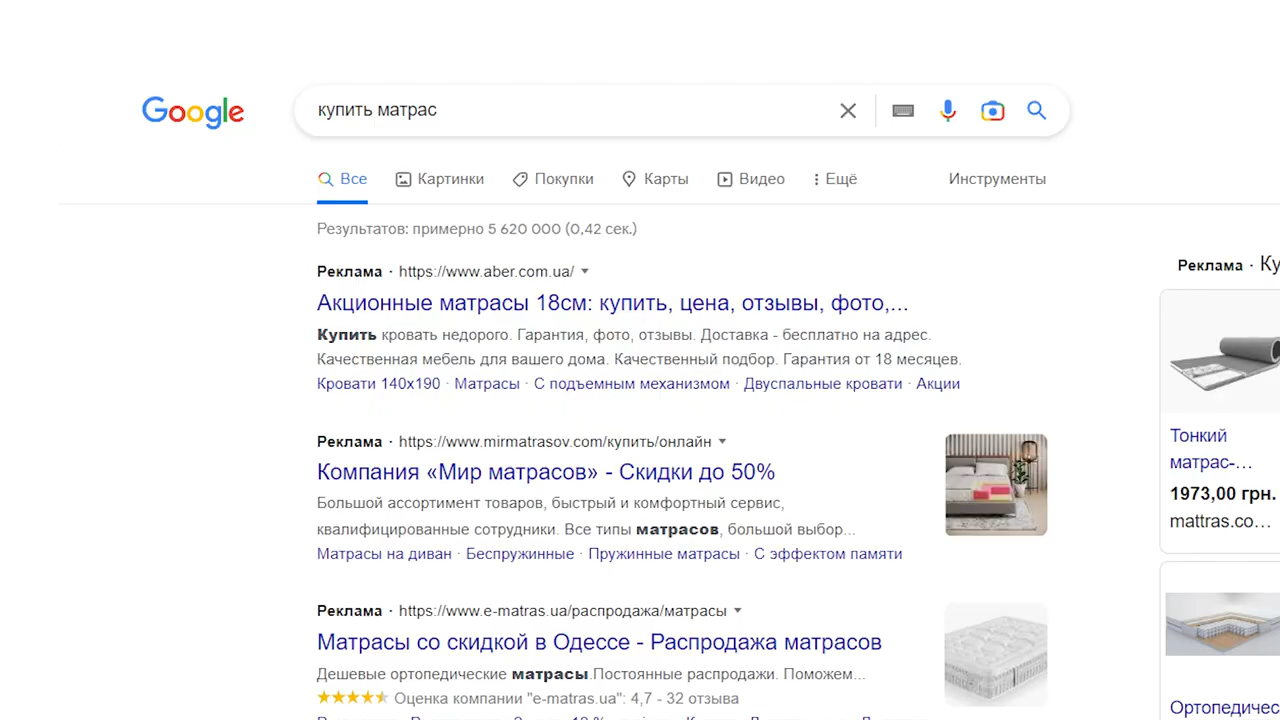 Google
купить матрас
Все Картинки Покупки Карты Видео Ещё Инструменты
Результатов: примерно 5 620 000 (0,42 сек.)
Реклама · https://www.aber.com.ua/
Акционные матрасы 18см: купить, цена, отзывы, фото,...
Купить кровать недорого. Гарантия, фото, отзывы. Доставка - бесплатно на адрес.
Качественная мебель для вашего дома. Качественный подбор. Гарантия от 18 месяцев.
Кровати 140х190 · Матрасы · С подъемным механизмом · Двуспальные кровати · Акции
Реклама · https://www.mirmatrasov.com/купить/онлайн
Компания «Мир матрасов» - Скидки до 50%
Большой ассортимент товаров, быстрый и комфортный сервис,
квалифицированные сотрудники. Все типы матрасов, большой выбор...
Матрасы на диван · Беспружинные · Пружинные матрасы · С эффектом памяти
Реклама · https://www.e-matras.ua/распродажа/матрасы
Матрасы со скидкой в Одессе - Распродажа матрасов
Дешевые ортопедические матрасы.Постоянные распродажи. Поможем...
Оценка компании "e-matras.ua": 4,7 - 32 отзыва
Реклама · Ку
Тонкий
матрас-...
1973,00 грн.
mattras.co...
Ортопедичес